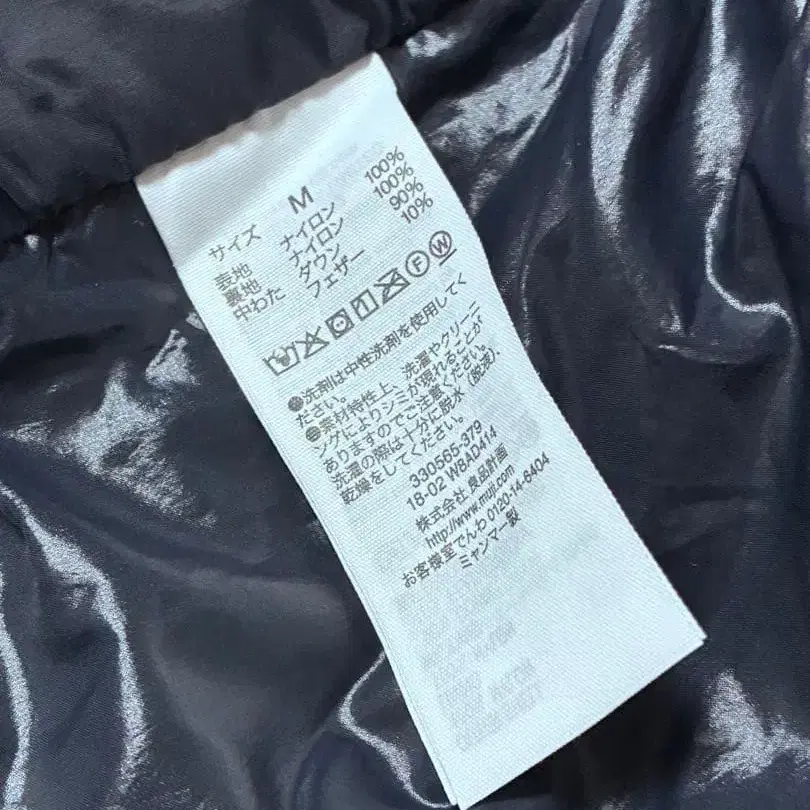 サイズ M
表地 ナイロン 100%
裏地 ナイロン 100%
中わた ダウン 90%
フェザー 10%
F W
●洗剤は中性洗剤を使用してく
ださい。
●素材特性上、洗濯やクリーニ
ングによりシミが現れることが
ありますのでご注意ください。
洗濯の際は十分に脱水（脱液）、
乾燥をしてください。
330565-379
18-02 W8AD414
株式会社 良品計画
http://www.muji.com
お客様室でんわ 0120-14-6404
ミャンマー製